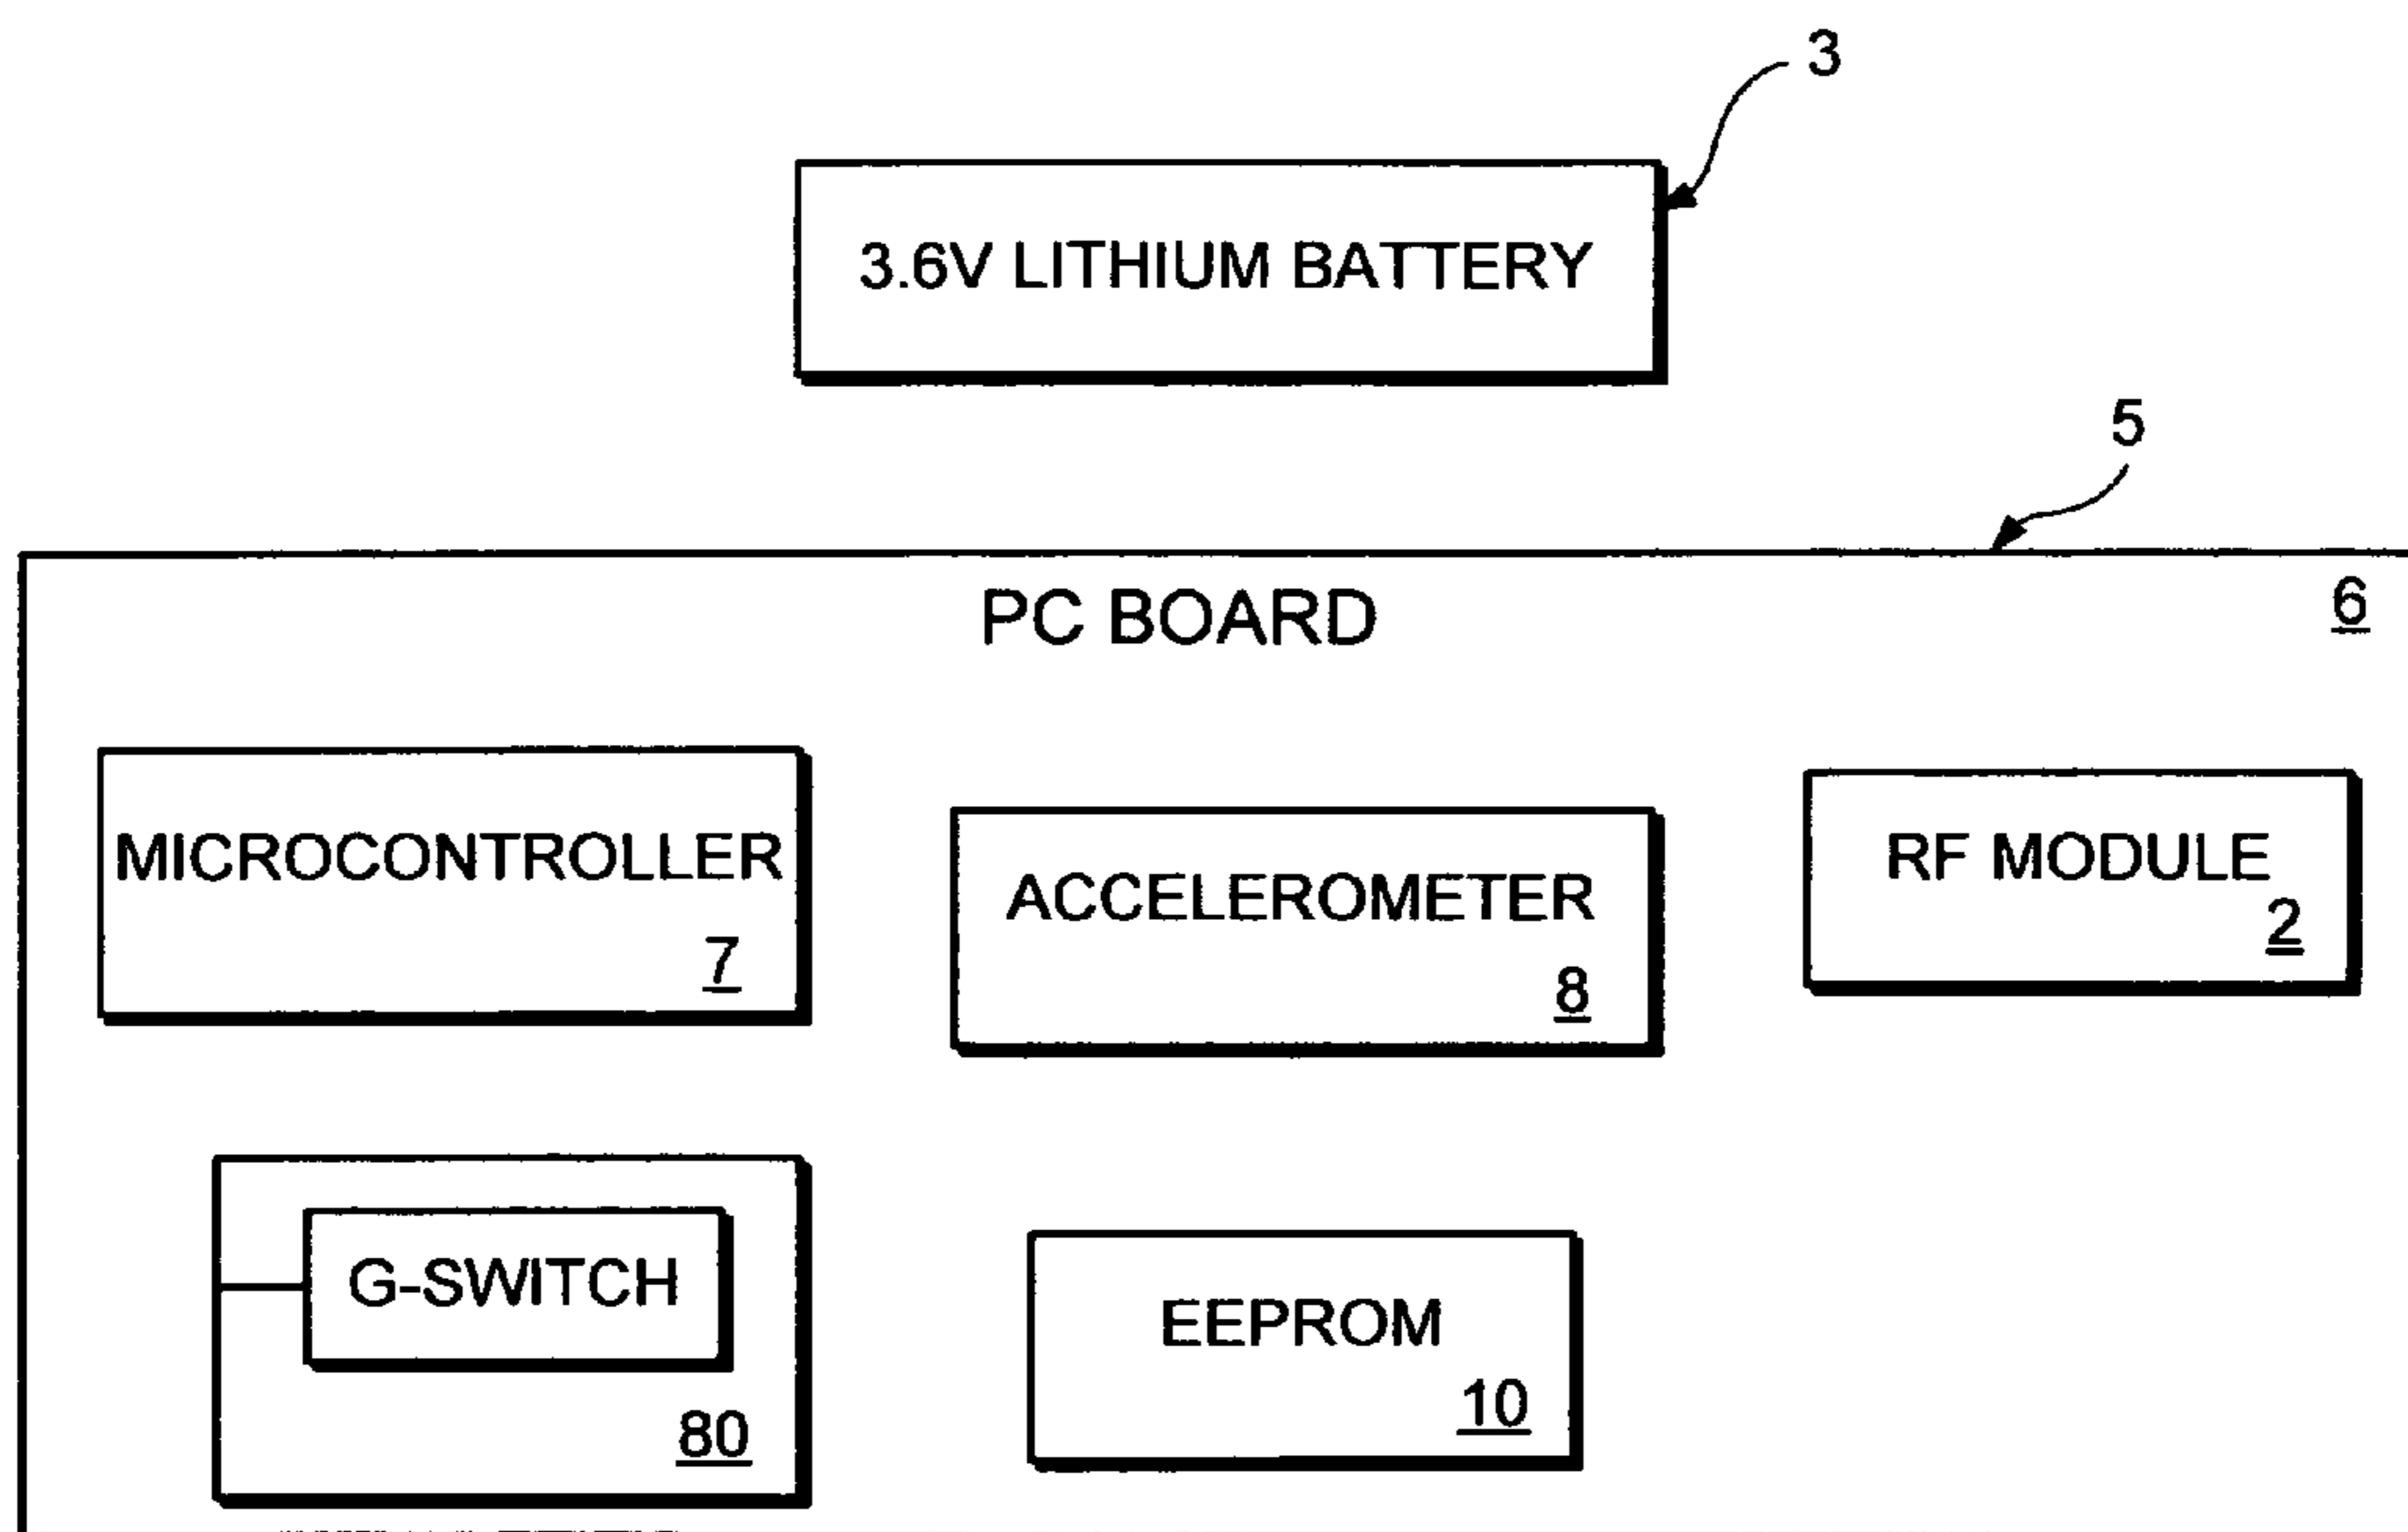 3
3.6V LITHIUM BATTERY
5
PC BOARD
6
MICROCONTROLLER
7
ACCELEROMETER
8
RF MODULE
2
G-SWITCH
80
EEPROM
10